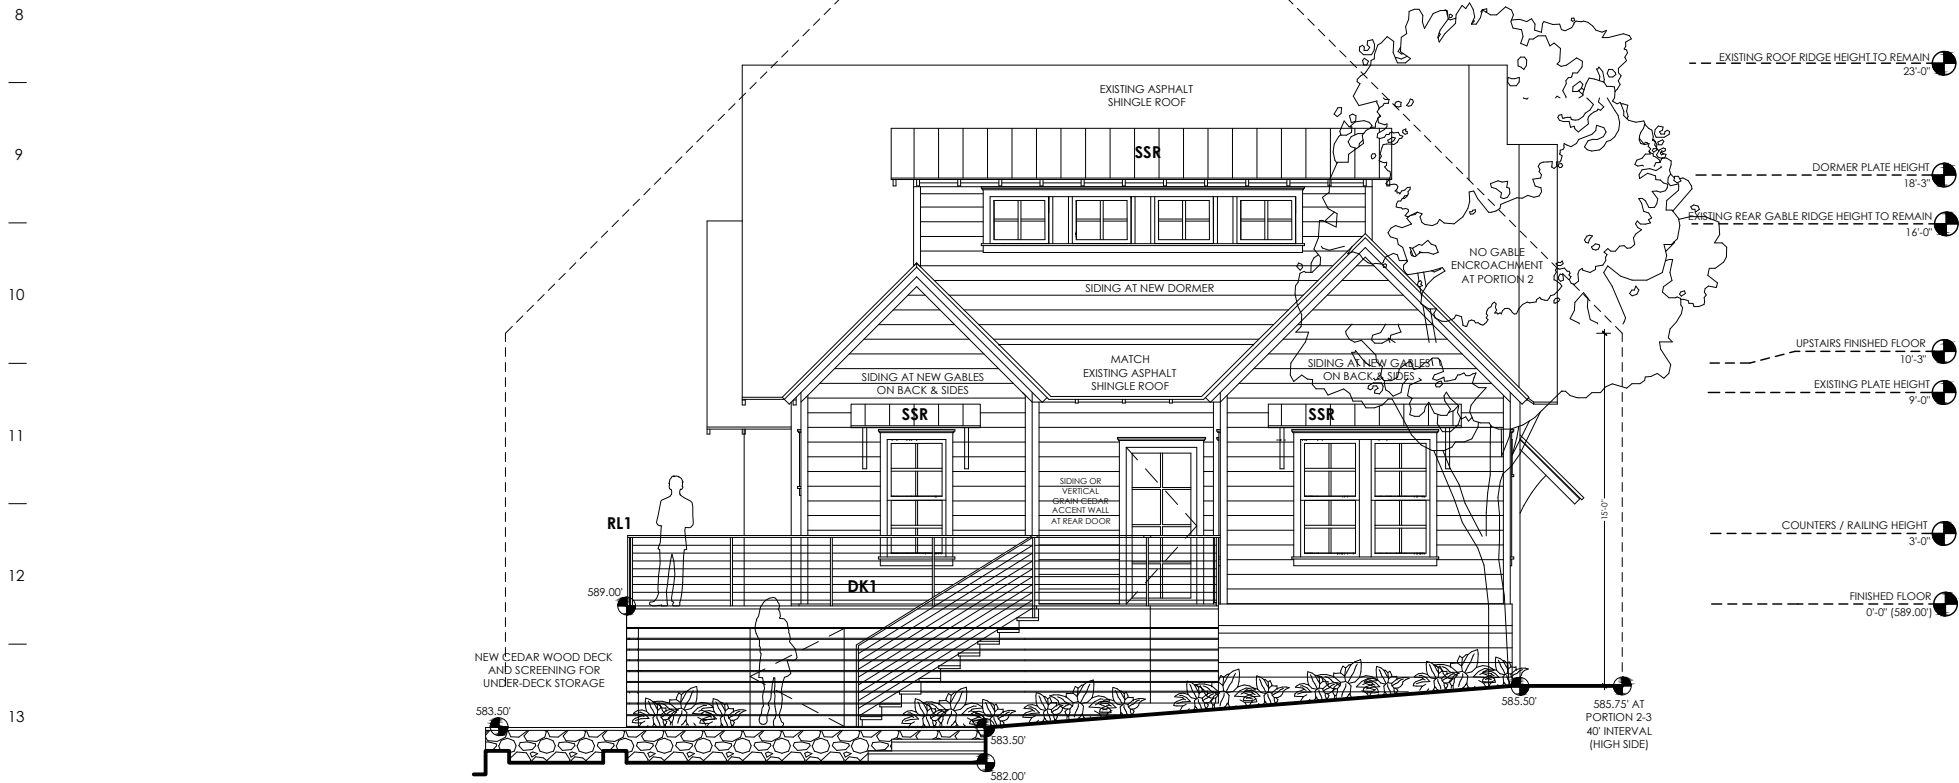 8
EXISTING ROOF RIDGE HEIGHT TO REMAIN
23'-0"
EXISTING ASPHALT
SHINGLE ROOF
9
SSR
DORMER PLATE HEIGHT
18'-3"
EXISTING REAR GABLE RIDGE HEIGHT TO REMAIN
16'-0"
NO GABLE
ENCROACHMENT
AT PORTION 2
10
SIDING AT NEW DORMER
UPSTAIRS FINISHED FLOOR
10'-3"
MATCH
EXISTING ASPHALT
SHINGLE ROOF
SIDING AT NEW GABLES
ON BACK & SIDES
SIDING AT NEW GABLES
ON BACK & SIDES
EXISTING PLATE HEIGHT
9'-0"
SSR
SSR
11
SIDING OR
VERTICAL
GRAIN CEDAR
ACCENT WALL
AT REAR DOOR
15'-0"
RL1
COUNTERS / RAILING HEIGHT
3'-0"
12
DK1
589.00'
FINISHED FLOOR
0'-0" (589.00')
NEW CEDAR WOOD DECK
AND SCREENING FOR
UNDER-DECK STORAGE
13
583.50'
583.50'
582.00'
585.50'
585.75' AT
PORTION 2-3
40' INTERVAL
(HIGH SIDE)